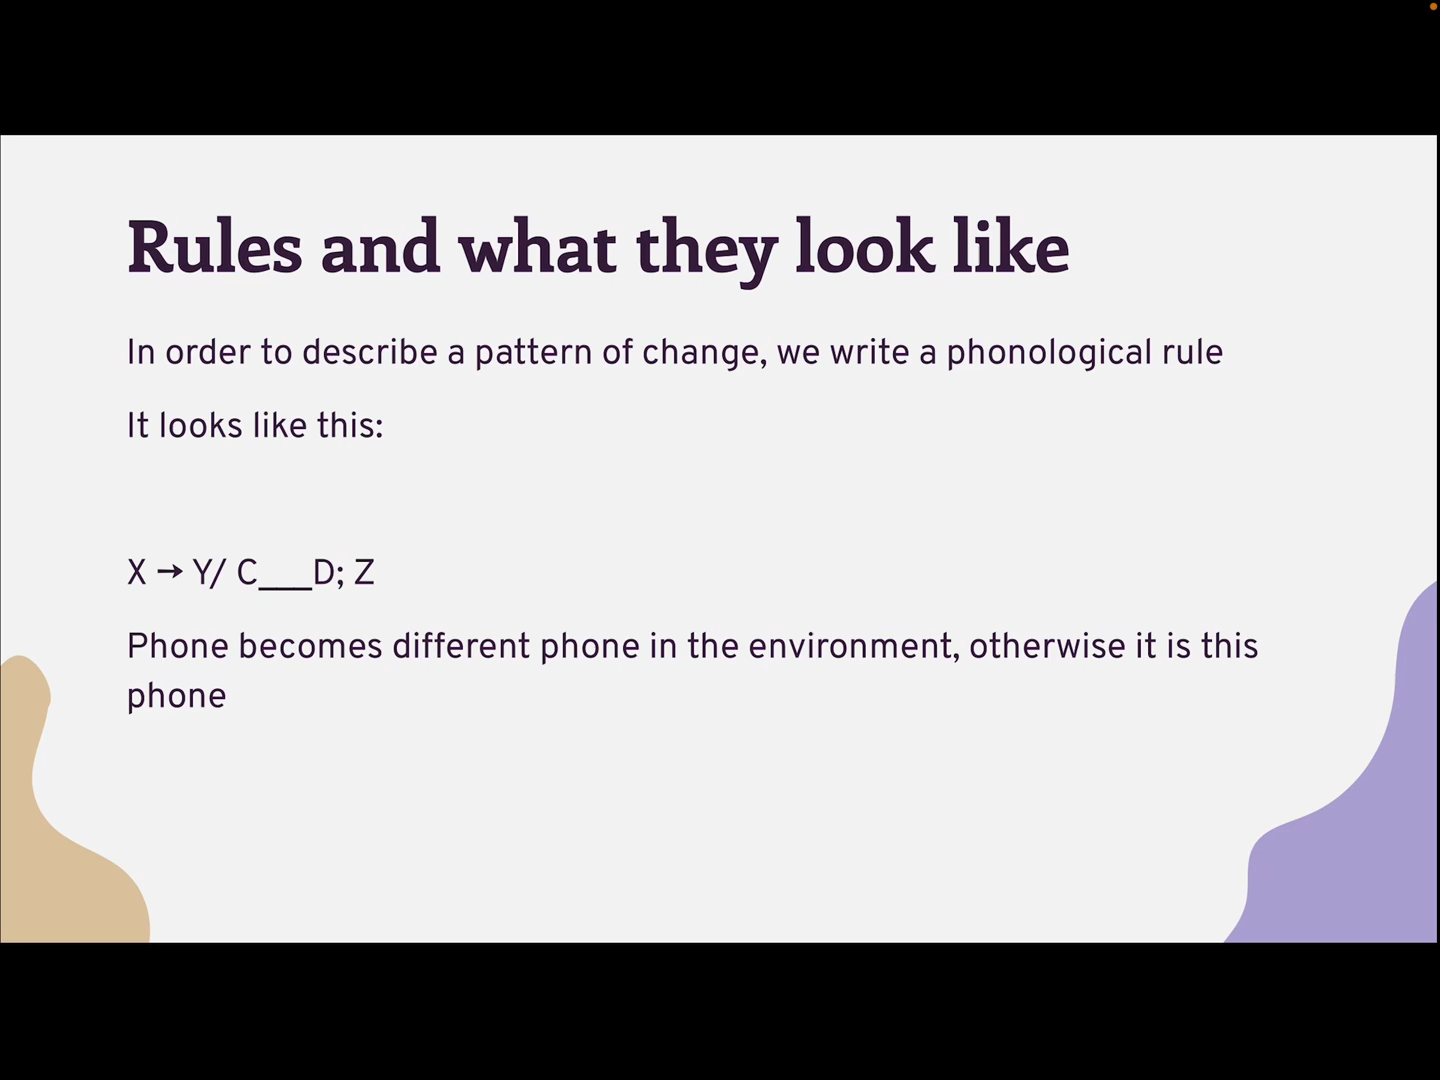 Rules and what they look like
In order to describe a pattern of change, we write a phonological rule
It looks like this:
X → Y/ C___D; Z
Phone becomes different phone in the environment, otherwise it is this
phone